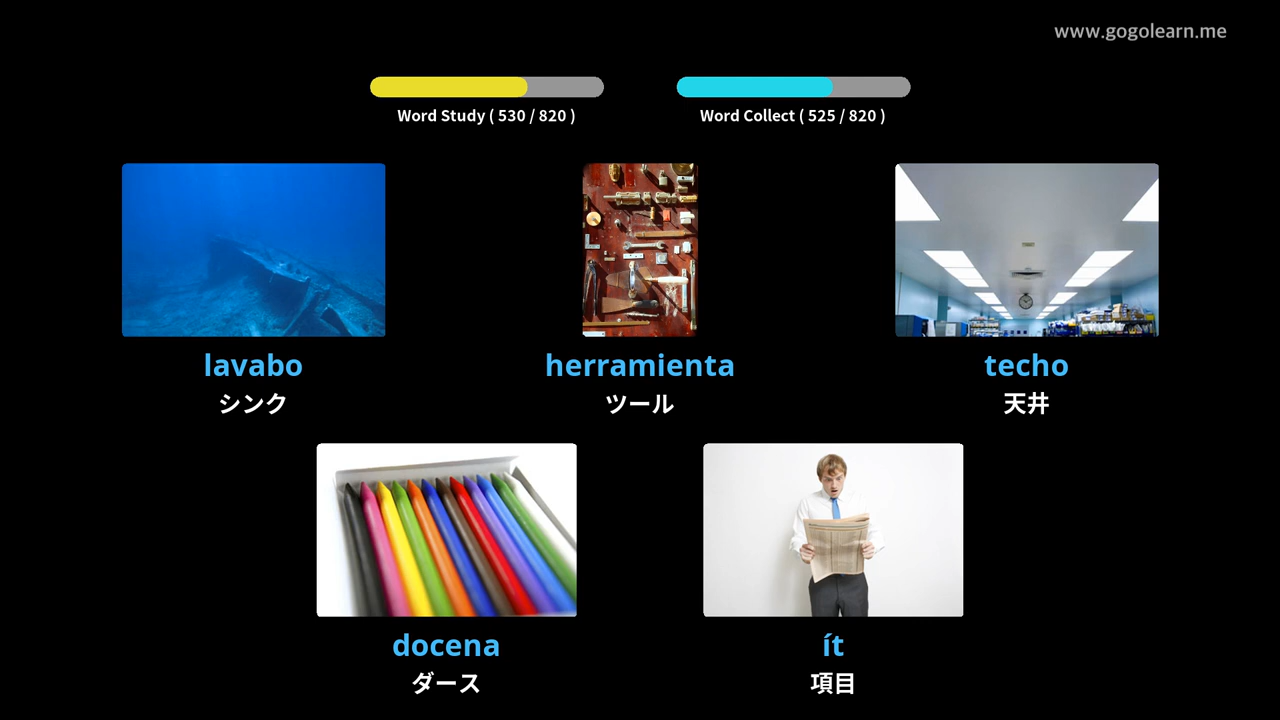 www.gogolearn.me
Word Study ( 530 / 820 )
Word Collect ( 525 / 820 )
lavabo
シンク
herramienta
ツール
techo
天井
docena
ダース
ít
項目